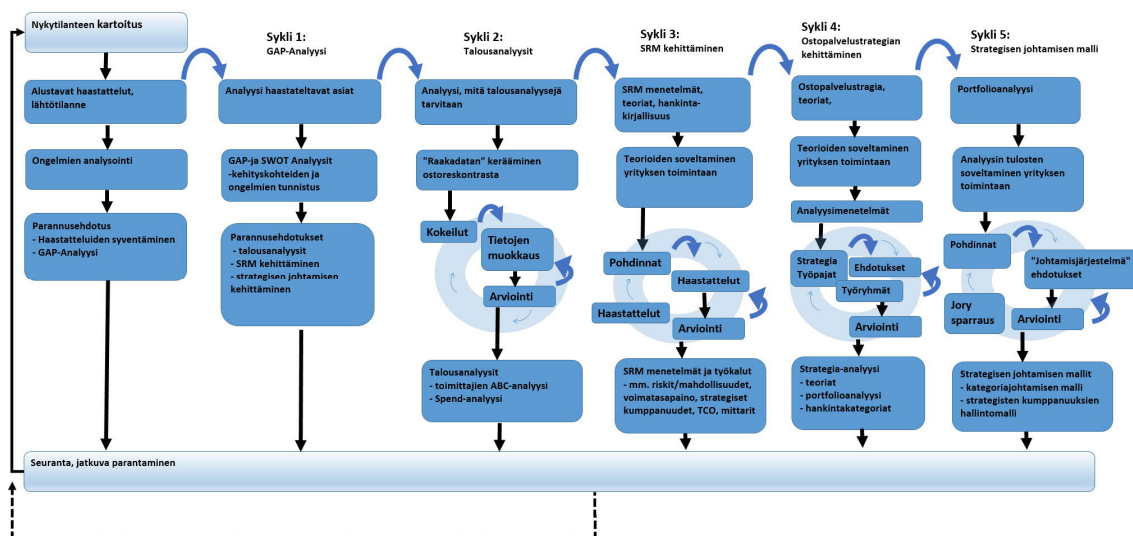 Nykytilanteen kartoitus
Alustavat haastattelut,
lähtötilanne
Ongelmien analysointi
Parannusehdotus
- Haastatteluiden syventäminen
- GAP-Analyysi
Sykli 1:
GAP-Analyysi
Analyysi haastateltavat asiat
GAP-ja SWOT Analyysit
-kehityskohteiden ja
ongelmien tunnistus
Parannusehdotukset
- talousanalyysit
- SRM kehittäminen
- strategisen johtamisen
kehittäminen
Sykli 2:
Talousanalyysit
Analyysi, mitä talousanalyysejä
tarvitaan
"Raakadatan" kerääminen
ostoreskontrasta
Kokeilut
Tietojen
muokkaus
Arviointi
Talousanalyysit
- toimittajien ABC-analyysi
- Spend-analyysi
Sykli 3:
SRM kehittäminen
SRM menetelmät,
teoriat, hankinta-
kirjallisuus
Teorioiden soveltaminen
yrityksen toimintaan
Pohdinnat
Haastattelut
Haastattelut
Arviointi
SRM menetelmät ja työkalut
- mm. riskit/mahdollisuudet,
voimatasapaino, strategiset
kumppanuudet, TCO, mittarit
Sykli 4:
Ostopalvelustrategian
kehittäminen
Ostopalvelustragia,
teoriat,
Teorioiden soveltaminen
yrityksen toimintaan
Analyysimenetelmät
Strategia
Työpajat
Ehdotukset
Työryhmät
Arviointi
Strategia-analyysi
- teoriat
- portfolioanalyysi
- hankintakategoriat
Sykli 5:
Strategisen johtamisen malli
Portfolioanalyysi
Analyysin tulosten
soveltaminen yrityksen
toimintaan
Pohdinnat
"Johtamisjärjestelmä"
ehdotukset
Jory
sparraus
Arviointi
Strategisen johtamisen mallit
- kategoriajohtamisen malli
- strategisten kumppanuuksien
hallintomalli
Seuranta, jatkuva parantaminen